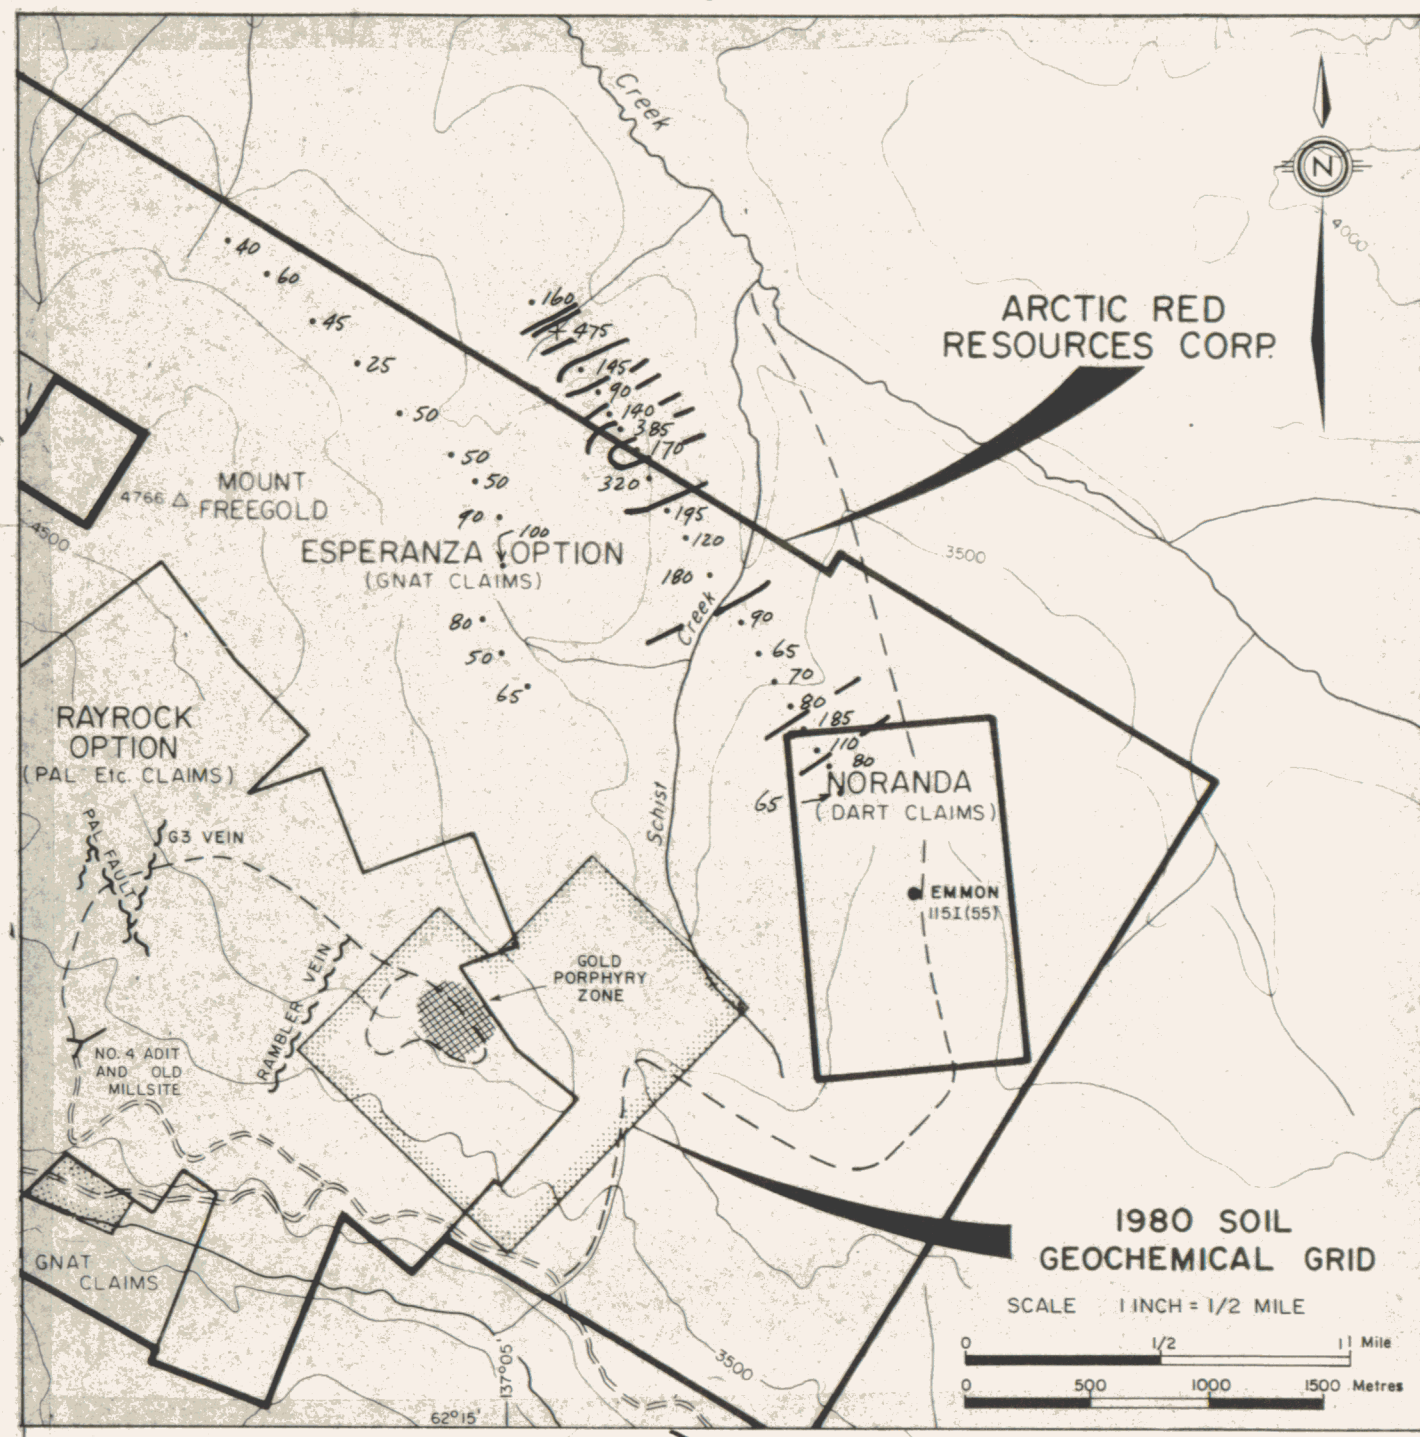 Creek
N
4000
ARCTIC RED
RESOURCES CORP.
40
60
45
25
50
50
50
90
100
80
50
65
160
475
145
90
140
385
170
320
195
120
180
90
65
70
80
185
110
80
65
4766
MOUNT
FREEGOLD
4500
ESPERANZA OPTION
(GNAT CLAIMS)
3500
Creek
Schist
RAYROCK
OPTION
(PAL Etc. CLAIMS)
NORANDA
(DART CLAIMS)
PAL FAULT
G3 VEIN
EMMON
115I(55)
GOLD
PORPHYRY
ZONE
RAMBLER VEIN
NO. 4 ADIT
AND OLD
MILLSITE
GNAT
CLAIMS
1980 SOIL
GEOCHEMICAL GRID
SCALE 1 INCH = 1/2 MILE
0 1/2 1 Mile
0 500 1000 1500 Metres
3500
137°05'
62°15'